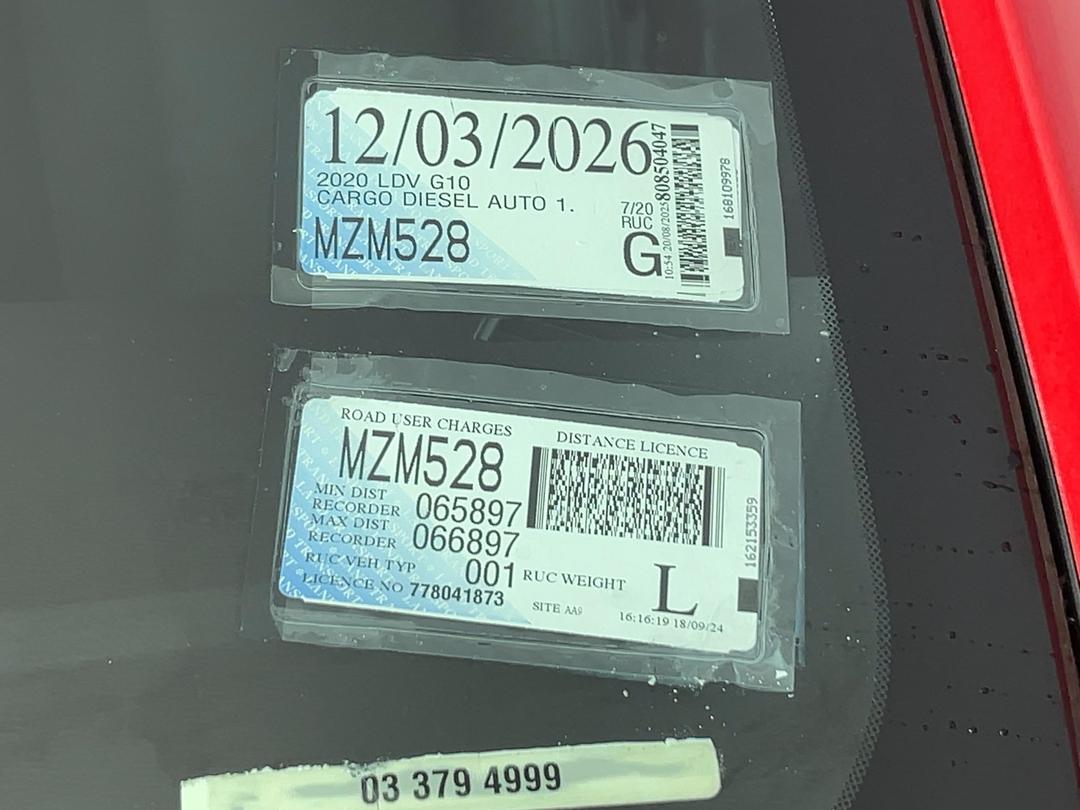 12/03/2026
2020 LDV G10
CARGO DIESEL AUTO 1.
MZM528
7/20
RUC
G
10:54 20/08/2025 808504047
168109978
ROAD USER CHARGES
MZM528
DISTANCE LICENCE
MIN DIST
RECORDER 065897
MAX DIST
RECORDER 066897
RUC VEH TYP 001
RUC WEIGHT L
LICENCE NO 778041873
SITE AA9
16:16:19 18/09/24
162153359
03 379 4999